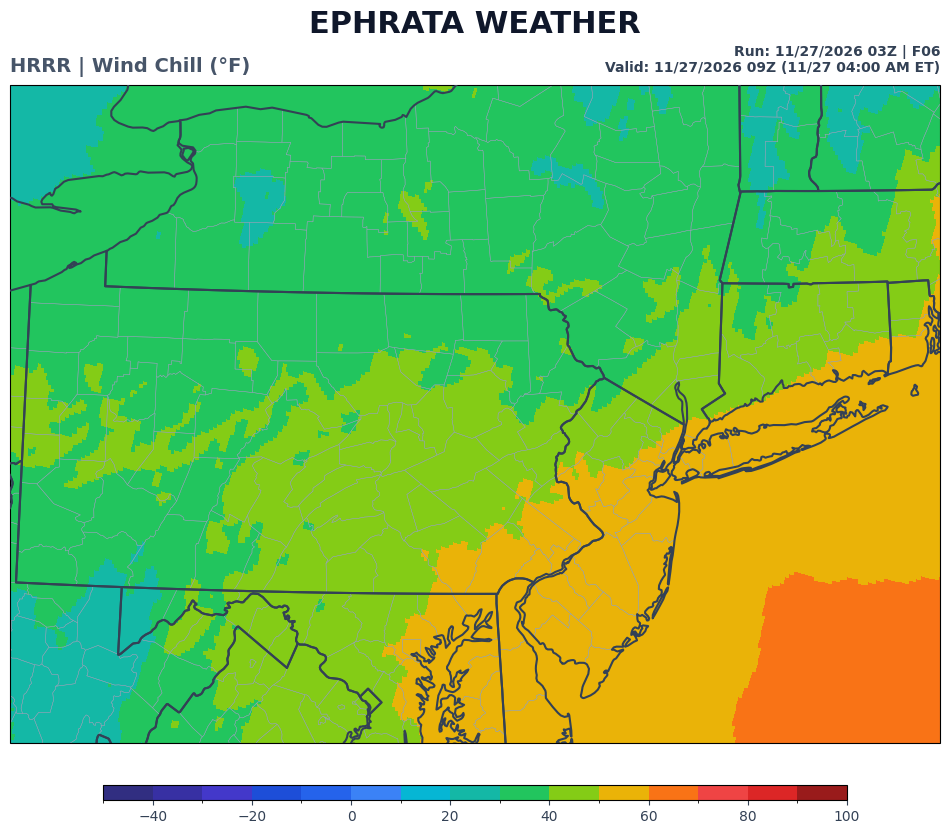 EPHRATA WEATHER
HRRR | Wind Chill (°F)
Run: 11/27/2026 03Z | F06
Valid: 11/27/2026 09Z (11/27 04:00 AM ET)
−40 −20 0 20 40 60 80 100